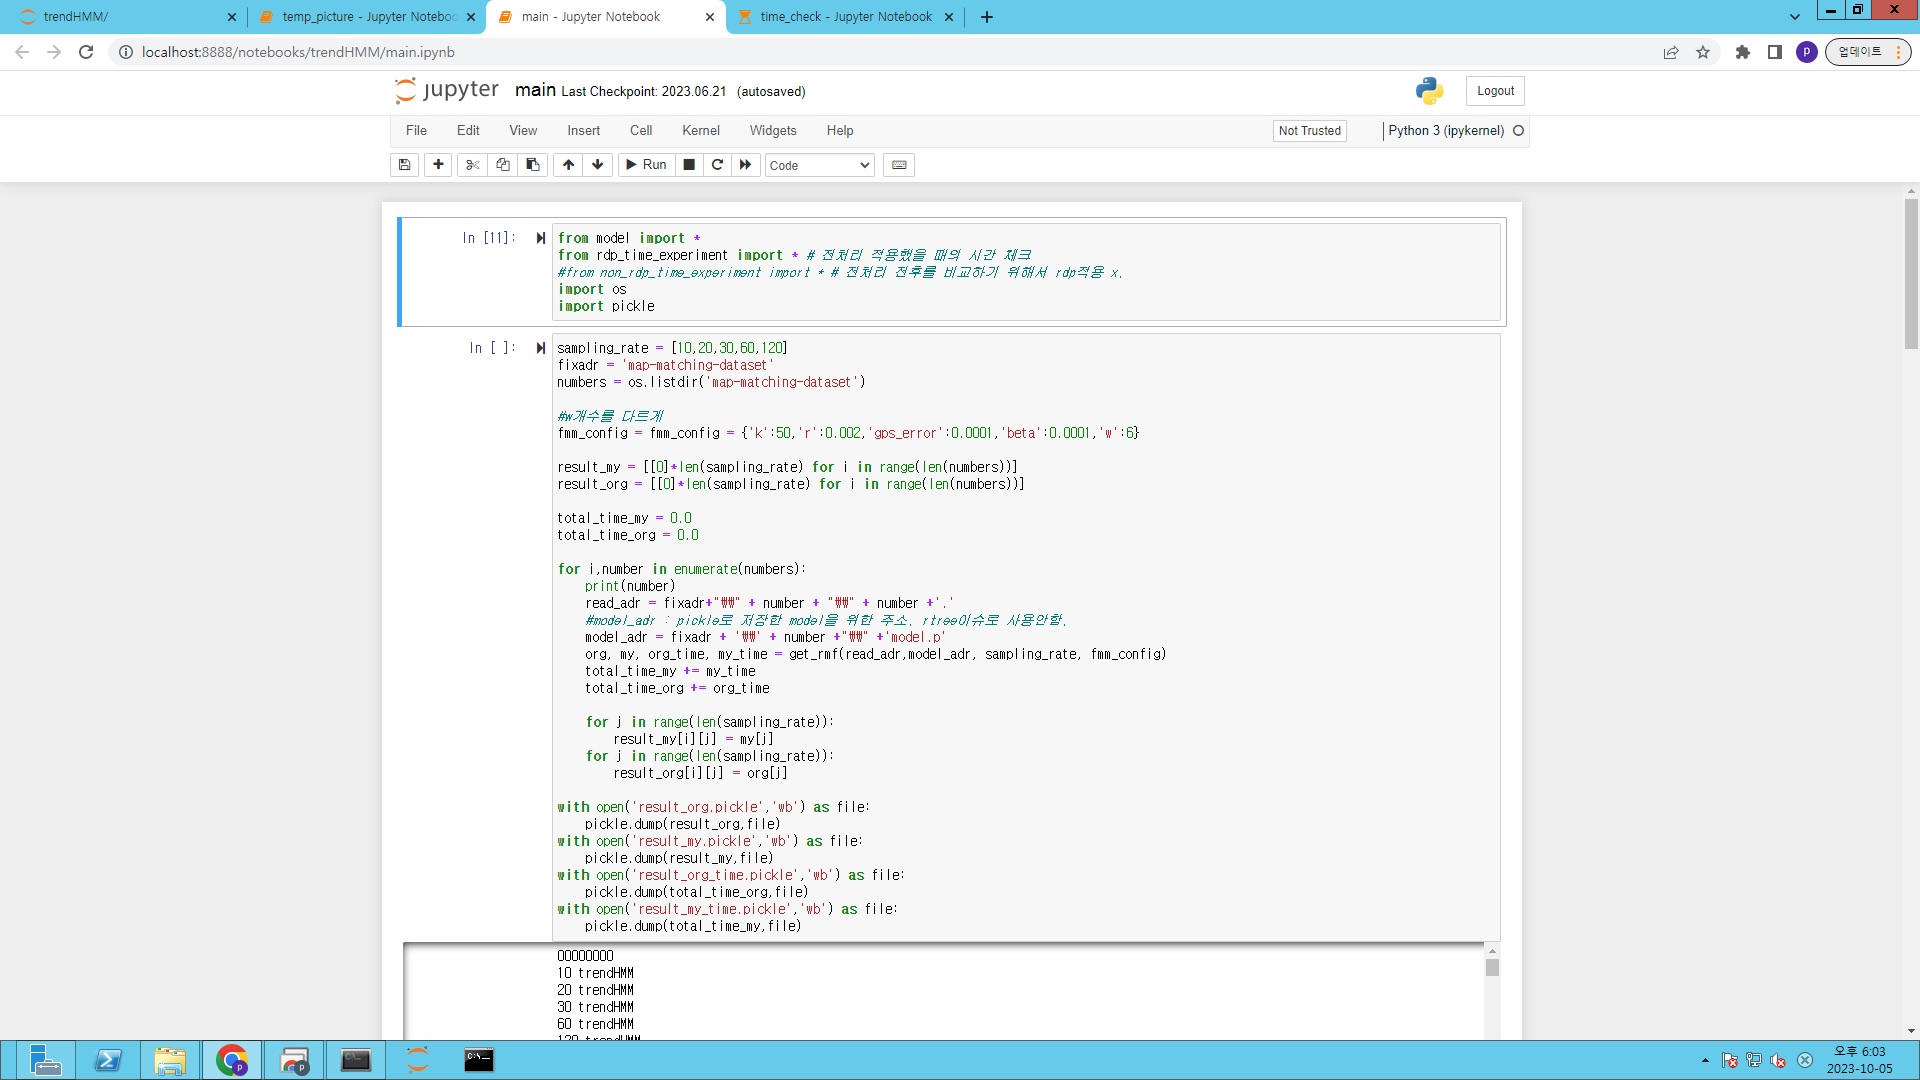 trendHMM/
temp_picture - Jupyter Noteboo
main - Jupyter Notebook
time_check - Jupyter Notebook
localhost:8888/notebooks/trendHMM/main.ipynb
p
업데이트
jupyter main Last Checkpoint: 2023.06.21 (autosaved)
Logout
File Edit View Insert Cell Kernel Widgets Help
Not Trusted
Python 3 (ipykernel)
Run
Code
In [11]:
from model import *
from rdp_time_experiment import * # 전처리 적용했을 때의 시간 체크
#from non_rdp_time_experiment import * # 전처리 전후를 비교하기 위해서 rdp적용 x.
import os
import pickle
In [ ]:
sampling_rate = [10,20,30,60,120]
fixadr = 'map-matching-dataset'
numbers = os.listdir('map-matching-dataset')
#w개수를 다르게
fmm_config = fmm_config = {'k':50,'r':0.002,'gps_error':0.0001,'beta':0.0001,'w':6}
result_my = [[0]*len(sampling_rate) for i in range(len(numbers))]
result_org = [[0]*len(sampling_rate) for i in range(len(numbers))]
total_time_my = 0.0
total_time_org = 0.0
for i,number in enumerate(numbers):
print(number)
read_adr = fixadr+"₩₩" + number + "₩₩" + number +'.'
#model_adr : pickle로 저장한 model을 위한 주소. rtree이슈로 사용안함.
model_adr = fixadr + '₩₩' + number +"₩₩" +'model.p'
org, my, org_time, my_time = get_rmf(read_adr,model_adr, sampling_rate, fmm_config)
total_time_my += my_time
total_time_org += org_time
for j in range(len(sampling_rate)):
result_my[i][j] = my[j]
for j in range(len(sampling_rate)):
result_org[i][j] = org[j]
with open('result_org.pickle','wb') as file:
pickle.dump(result_org,file)
with open('result_my.pickle','wb') as file:
pickle.dump(result_my,file)
with open('result_org_time.pickle','wb') as file:
pickle.dump(total_time_org,file)
with open('result_my_time.pickle','wb') as file:
pickle.dump(total_time_my,file)
00000000
10 trendHMM
20 trendHMM
30 trendHMM
60 trendHMM
120 trendHMM
오후 6:03
2023-10-05